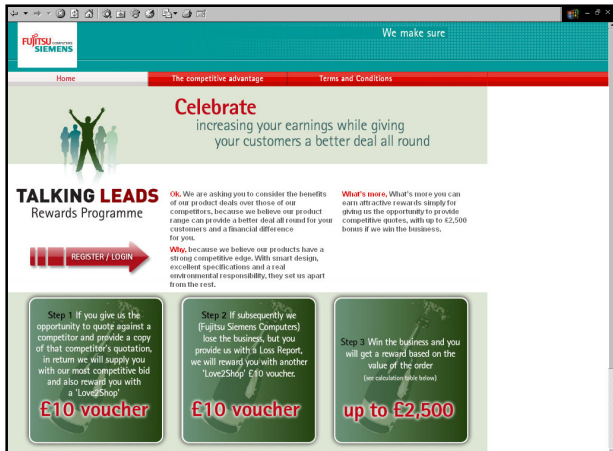 We make sure
FUJITSU COMPUTERS
SIEMENS
Home
The competitive advantage
Terms and Conditions
Celebrate
increasing your earnings while giving
your customers a better deal all round
TALKING LEADS
Rewards Programme
REGISTER / LOGIN
Ok, We are asking you to consider the benefits
of our product deals over those of our
competitors, because we believe our product
range can provide a better deal all round for your
customers and a financial difference
for you.
Why, because we believe our products have a
strong competitive edge. With smart design,
excellent specifications and a real
environmental responsibility, they set us apart
from the rest.
What's more, What's more you can
earn attractive rewards simply for
giving us the opportunity to provide
competitive quotes, with up to £2,500
bonus if we win the business.
Step 1 If you give us the
opportunity to quote against a
competitor and provide a copy
of that competitor's quotation,
in return we will supply you
with our most competitive bid
and also reward you with
a 'Love2Shop'
£10 voucher
Step 2 If subsequently we
(Fujitsu Siemens Computers)
lose the business, but you
provide us with a Loss Report,
we will reward you with another
'Love2Shop' £10 voucher.
£10 voucher
Step 3 Win the business and you
will get a reward based on the
value of the order
(see calculation table below)
up to £2,500